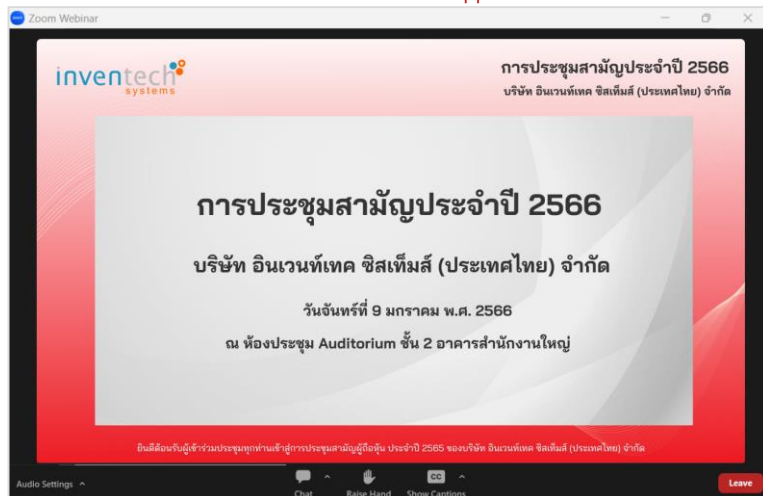 Zoom Webinar
inventech
systems
การประชุมสามัญประจำปี 2566
บริษัท อินเวนท์เทค ซิสเท็มส์ (ประเทศไทย) จำกัด
การประชุมสามัญประจำปี 2566
บริษัท อินเวนท์เทค ซิสเท็มส์ (ประเทศไทย) จำกัด
วันจันทร์ที่ 9 มกราคม พ.ศ. 2566
ณ ห้องประชุม Auditorium ชั้น 2 อาคารสำนักงานใหญ่
ยินดีต้อนรับผู้เข้าร่วมประชุมทุกท่านเข้าสู่การประชุมสามัญผู้ถือหุ้น ประจำปี 2565 ของบริษัท อินเวนท์เทค ซิสเท็มส์ (ประเทศไทย) จำกัด
Audio Settings
CC
Chat Raise Hand Show Captions
Leave